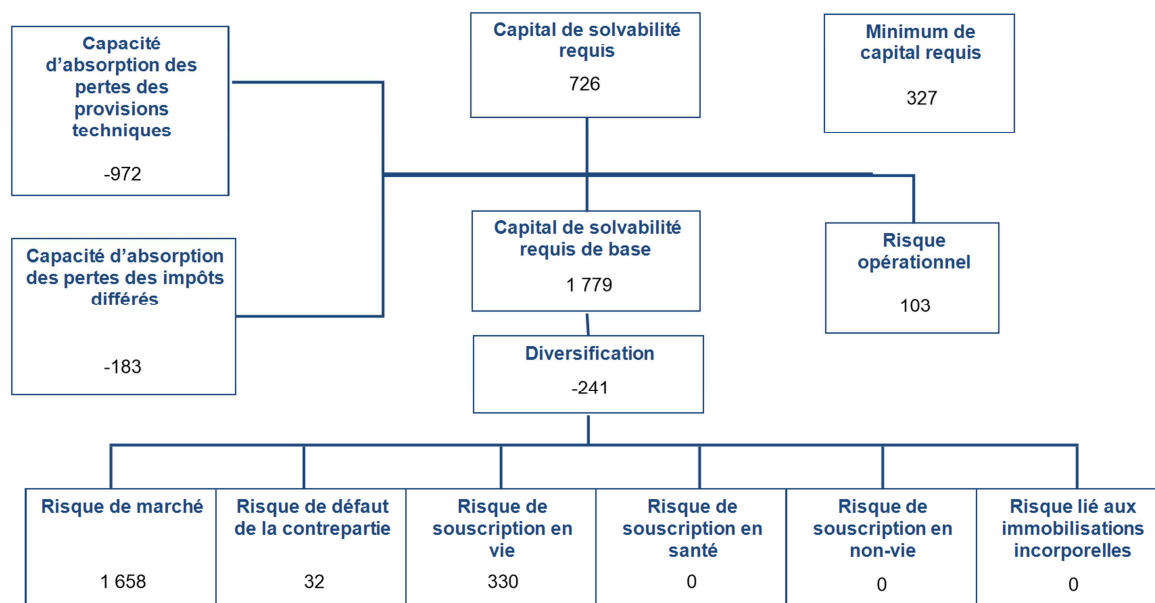 Capacité
d’absorption des
pertes des
provisions
techniques
-972
Capital de solvabilité
requis
726
Minimum de
capital requis
327
Capacité d’absorption
des pertes des impôts
différés
-183
Capital de solvabilité
requis de base
1 779
Risque
opérationnel
103
Diversification
-241
Risque de marché
1 658
Risque de défaut
de la contrepartie
32
Risque de
souscription en
vie
330
Risque de
souscription en
santé
0
Risque de
souscription en
non-vie
0
Risque lié aux
immobilisations
incorporelles
0